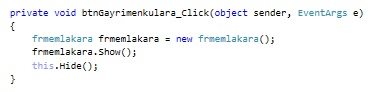 private void btnGayrimenkulara_Click(object sender, EventArgs e)
{
frmemlakara frmemlakara = new frmemlakara();
frmemlakara.Show();
this.Hide();
}